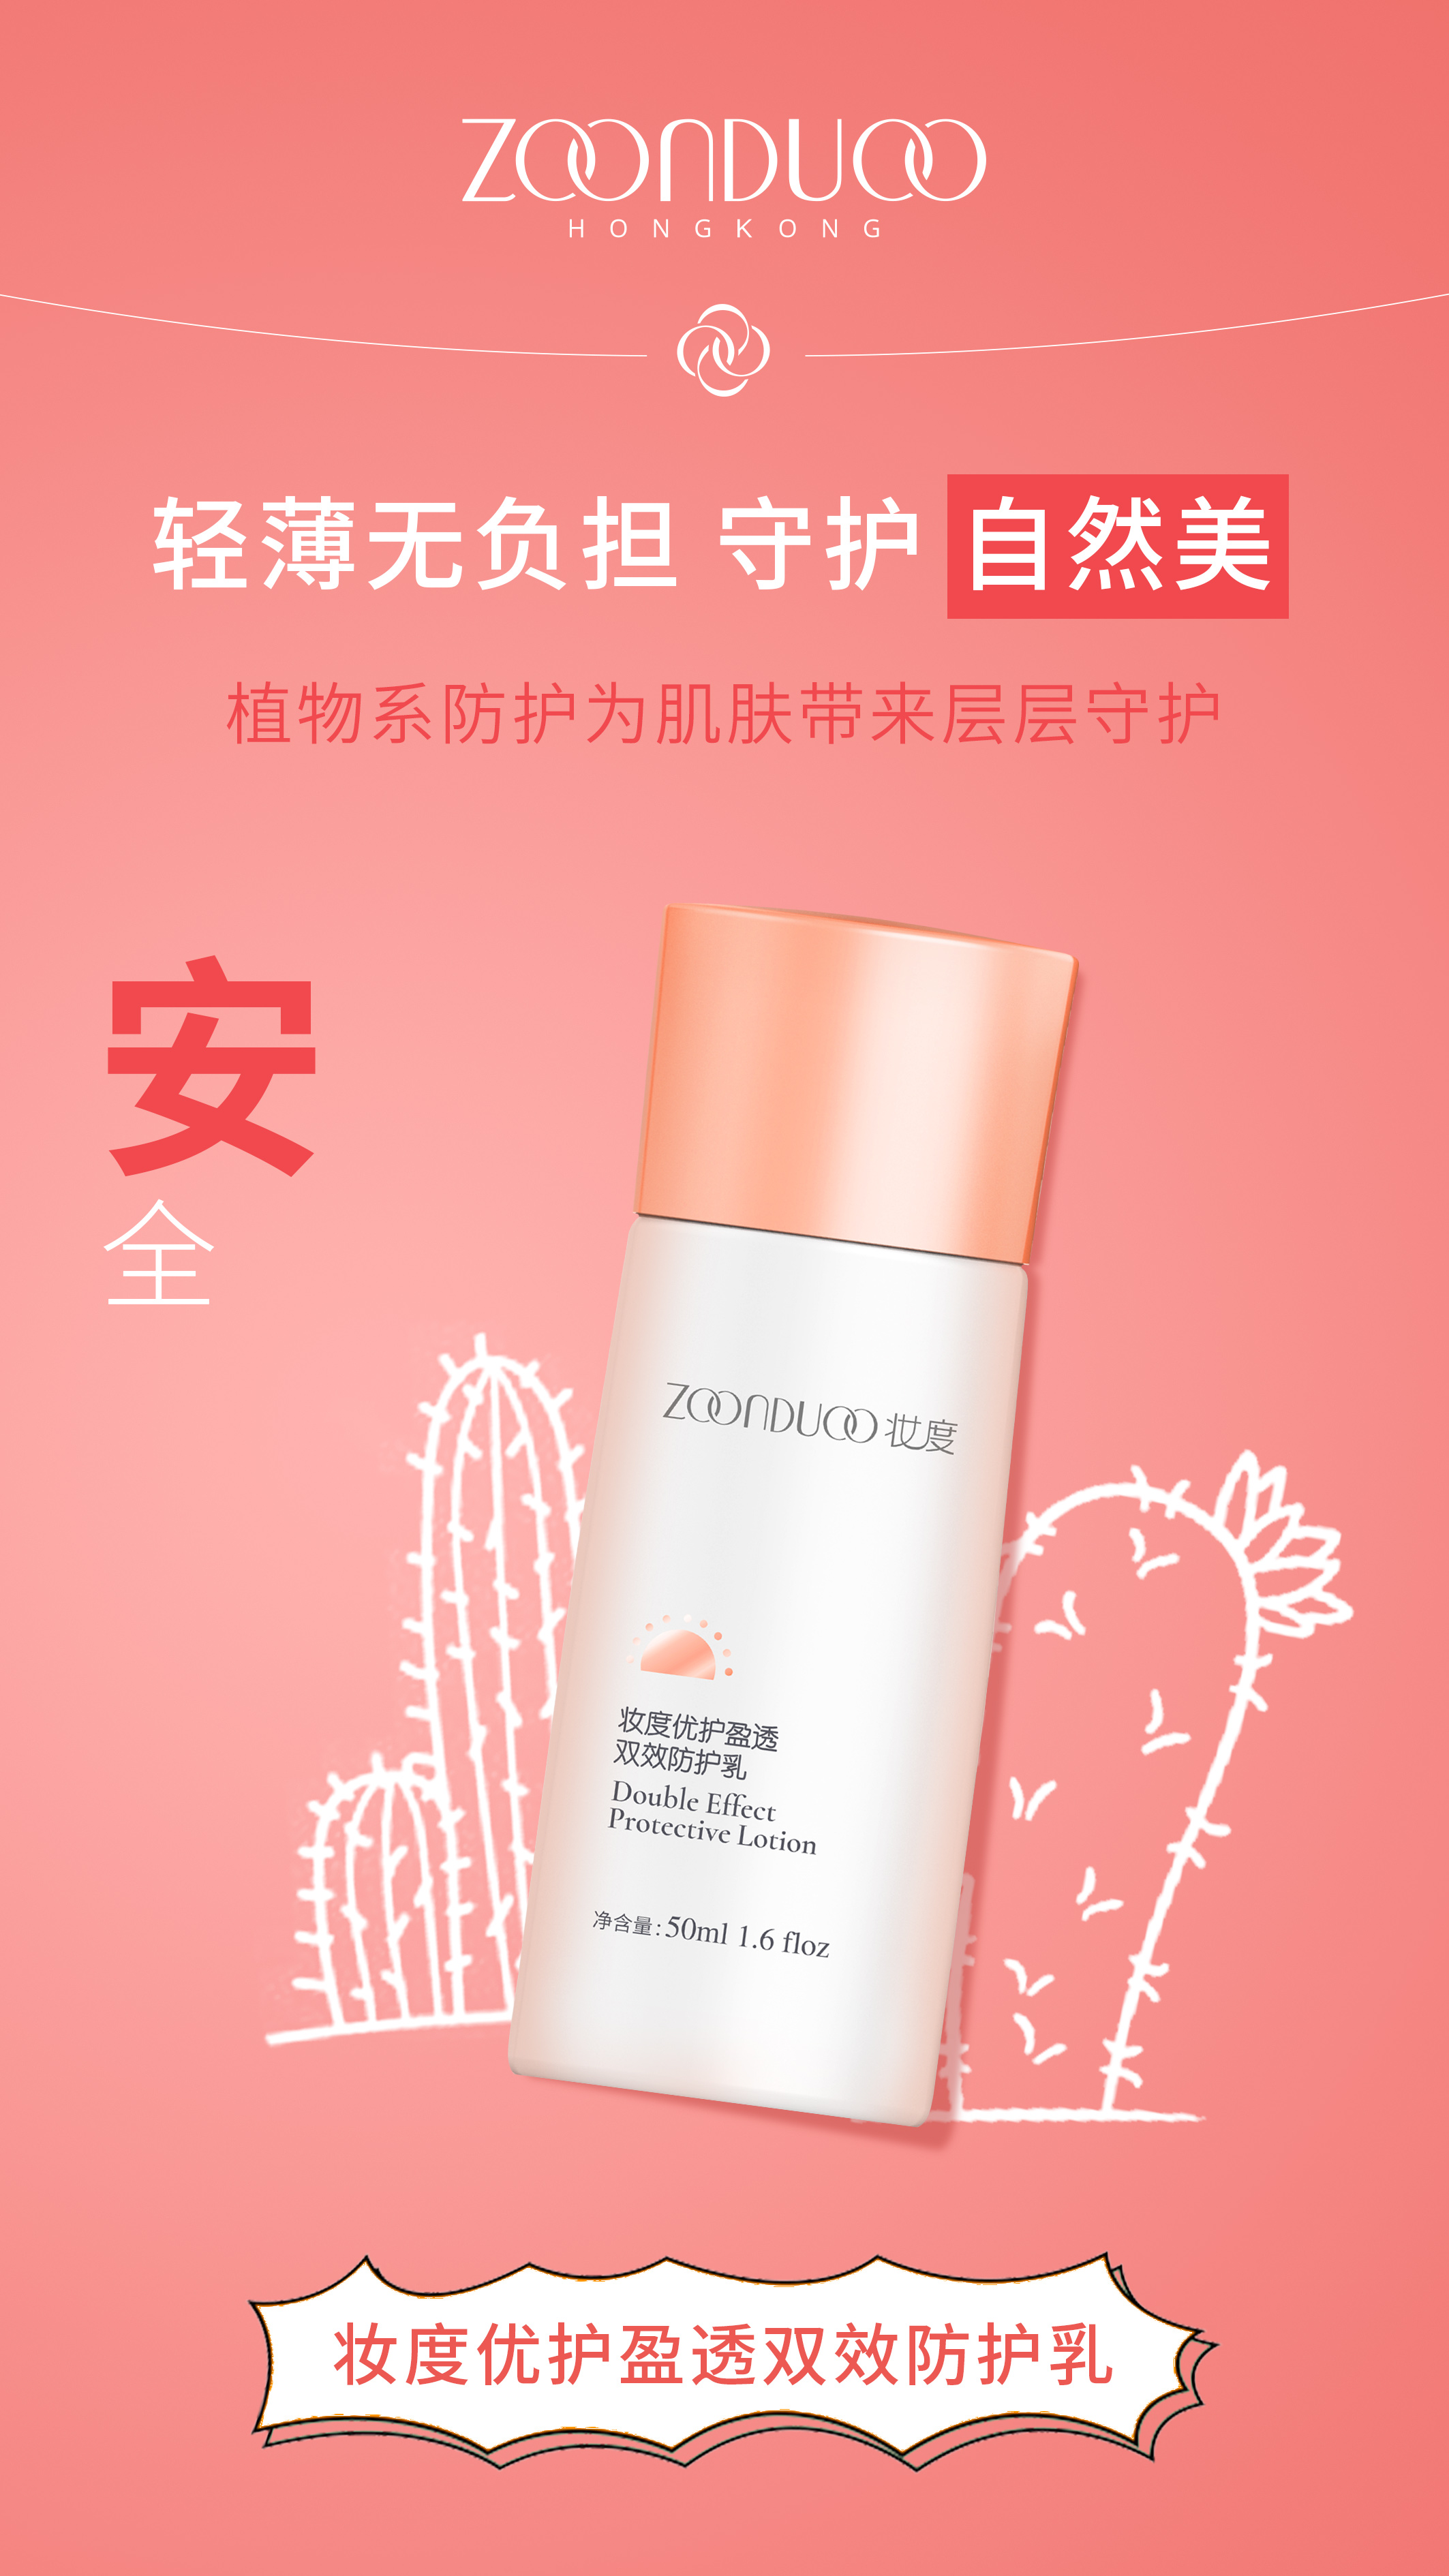 ZOONDUOO
HONGKONG
轻薄无负担 守护 自然美
植物系防护为肌肤带来层层守护
安
全
ZOONDUOO 妆度
妆度优护盈透
双效防护乳
Double Effect
Protective Lotion
净含量:50ml 1.6 floz
妆度优护盈透双效防护乳